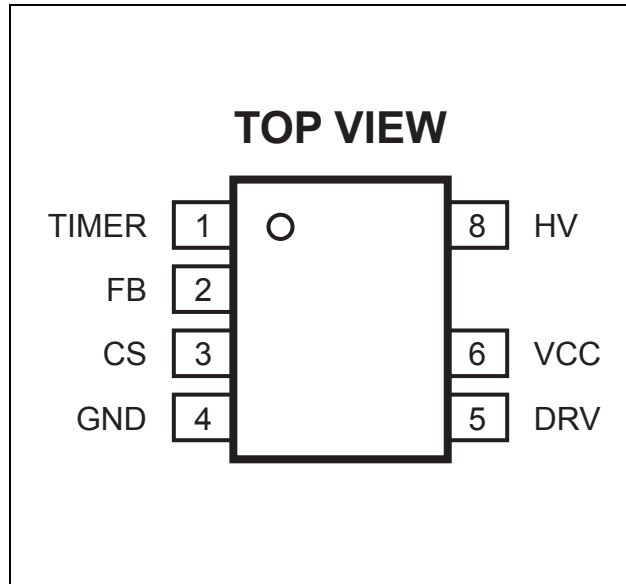 TOP VIEW
TIMER 1 8 HV
FB 2
CS 3 6 VCC
GND 4 5 DRV